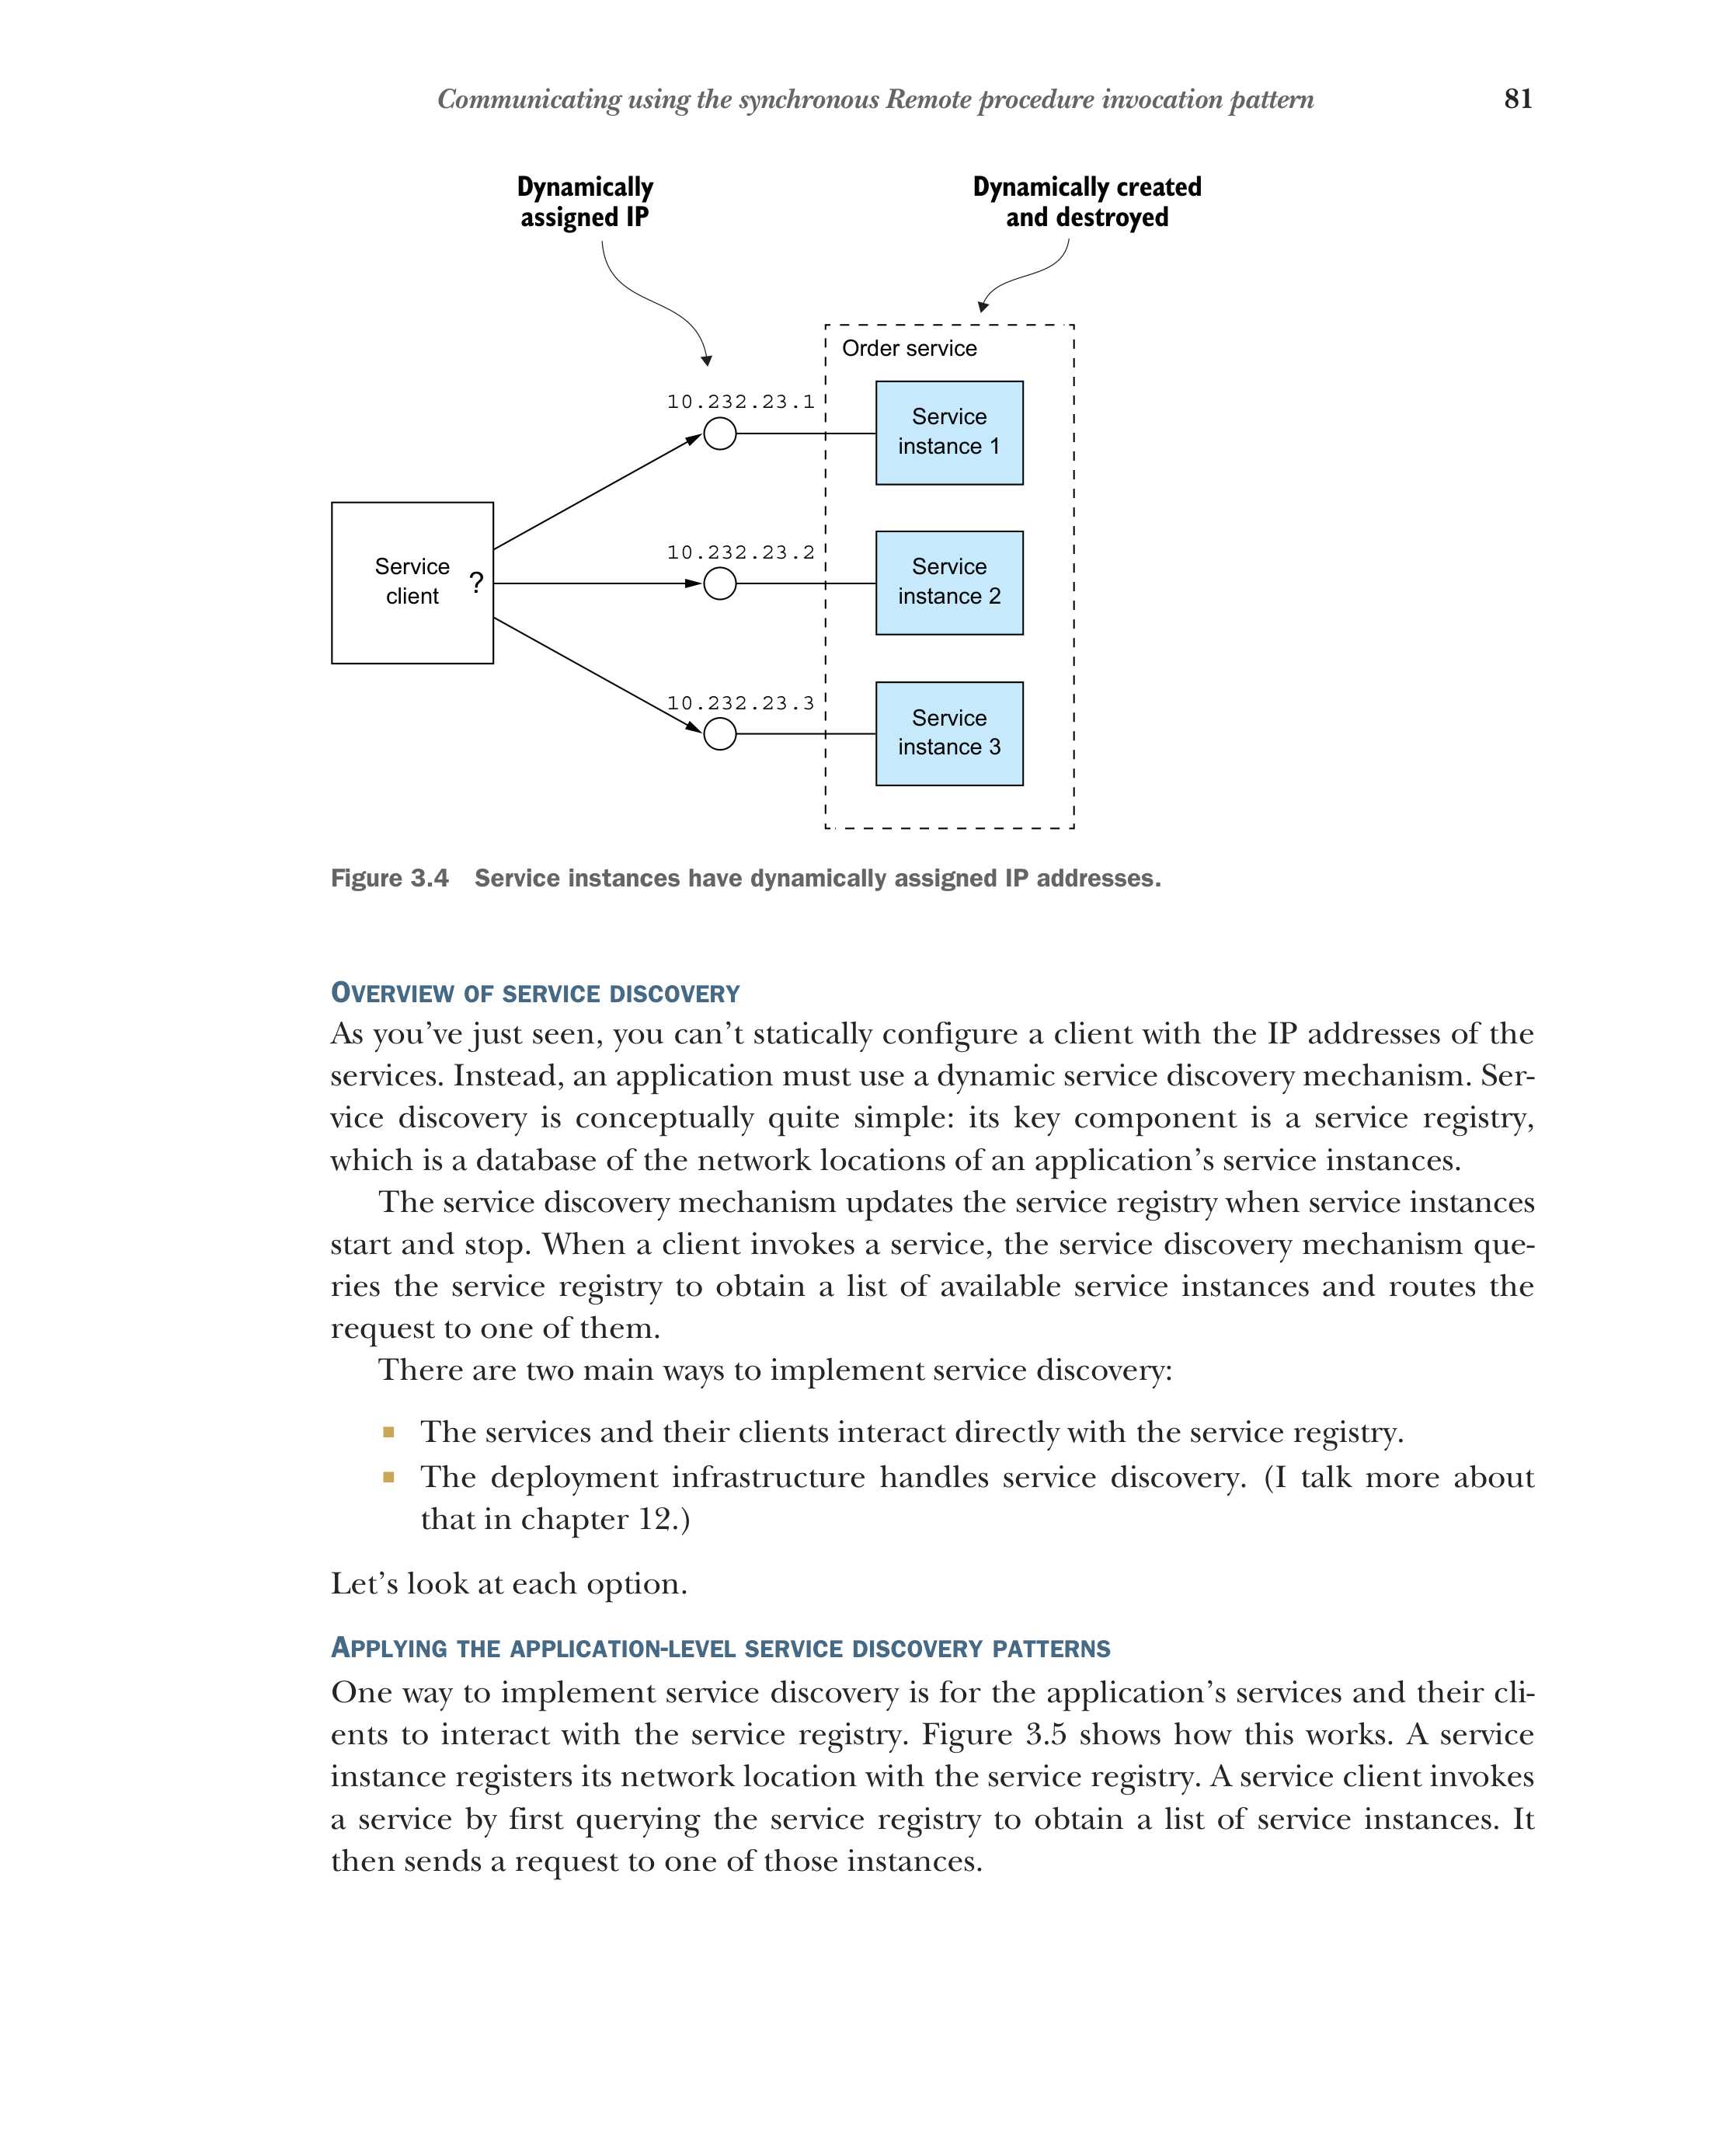 Communicating using the synchronous Remote procedure invocation pattern 81
Dynamically
assigned IP
Dynamically created
and destroyed
Order service
10.232.23.1
Service
instance 1
Service
client
?
10.232.23.2
Service
instance 2
10.232.23.3
Service
instance 3
Figure 3.4 Service instances have dynamically assigned IP addresses.
OVERVIEW OF SERVICE DISCOVERY
As you’ve just seen, you can’t statically configure a client with the IP addresses of the
services. Instead, an application must use a dynamic service discovery mechanism. Ser-
vice discovery is conceptually quite simple: its key component is a service registry,
which is a database of the network locations of an application’s service instances.
The service discovery mechanism updates the service registry when service instances
start and stop. When a client invokes a service, the service discovery mechanism que-
ries the service registry to obtain a list of available service instances and routes the
request to one of them.
There are two main ways to implement service discovery:
■ The services and their clients interact directly with the service registry.
■ The deployment infrastructure handles service discovery. (I talk more about
that in chapter 12.)
Let’s look at each option.
APPLYING THE APPLICATION-LEVEL SERVICE DISCOVERY PATTERNS
One way to implement service discovery is for the application’s services and their cli-
ents to interact with the service registry. Figure 3.5 shows how this works. A service
instance registers its network location with the service registry. A service client invokes
a service by first querying the service registry to obtain a list of service instances. It
then sends a request to one of those instances.